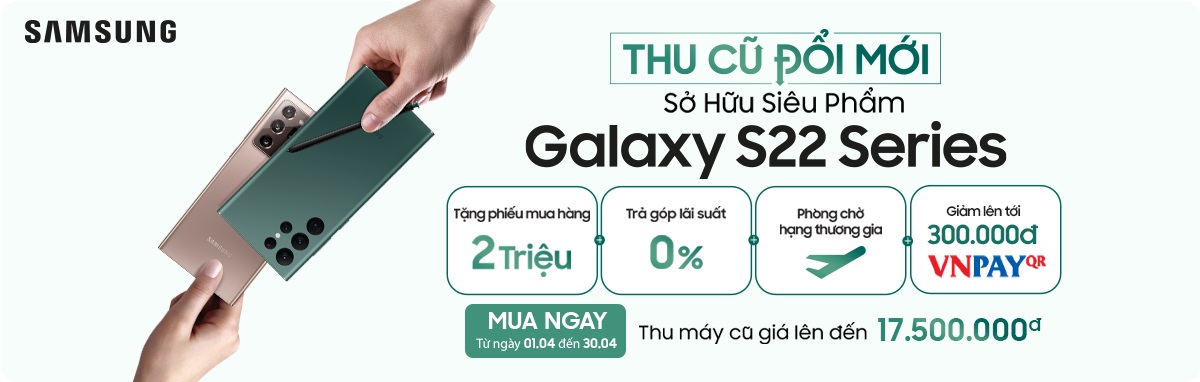 SAMSUNG
THU CŨ ĐỔI MỚI
Sở Hữu Siêu Phẩm
Galaxy S22 Series
Tặng phiếu mua hàng
2 Triệu
Trả góp lãi suất
0%
Phòng chờ
hạng thương gia
Giảm lên tới
300.000đ
VNPAYQR
MUA NGAY
Từ ngày 01.04 đến 30.04
Thu máy cũ giá lên đến 17.500.000đ
SAMSUNG